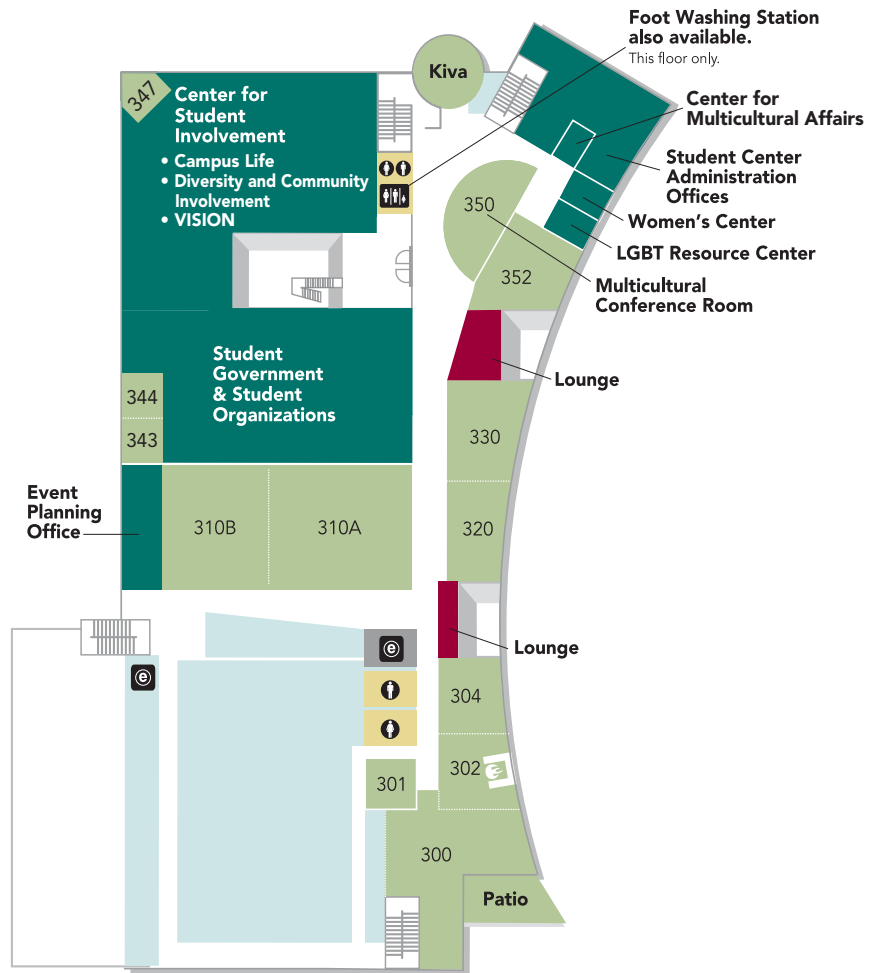 Foot Washing Station
also available.
This floor only.
Kiva
347
Center for
Student
Involvement
• Campus Life
• Diversity and Community
Involvement
• VISION
Center for
Multicultural Affairs
Student Center
Administration
Offices
Women's Center
LGBT Resource Center
350
352
Multicultural
Conference Room
Student
Government
& Student
Organizations
Lounge
344
343
330
Event
Planning
Office
310B
310A
320
e
Lounge
e
304
302
301
300
Patio